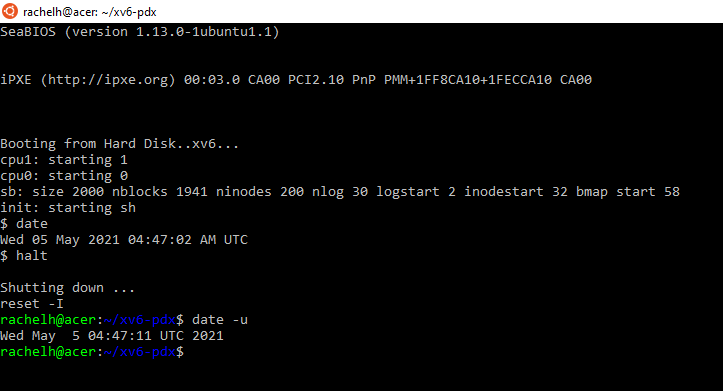 rachelh@acer: ~/xv6-pdx
SeaBIOS (version 1.13.0-1ubuntu1.1)
iPXE (http://ipxe.org) 00:03.0 CA00 PCI2.10 PnP PMM+1FF8CA10+1FECCA10 CA00
Booting from Hard Disk..xv6...
cpu1: starting 1
cpu0: starting 0
sb: size 2000 nblocks 1941 ninodes 200 nlog 30 logstart 2 inodestart 32 bmap start 58
init: starting sh
$ date
Wed 05 May 2021 04:47:02 AM UTC
$ halt
Shutting down ...
reset -I
rachelh@acer:~/xv6-pdx$ date -u
Wed May  5 04:47:11 UTC 2021
rachelh@acer:~/xv6-pdx$